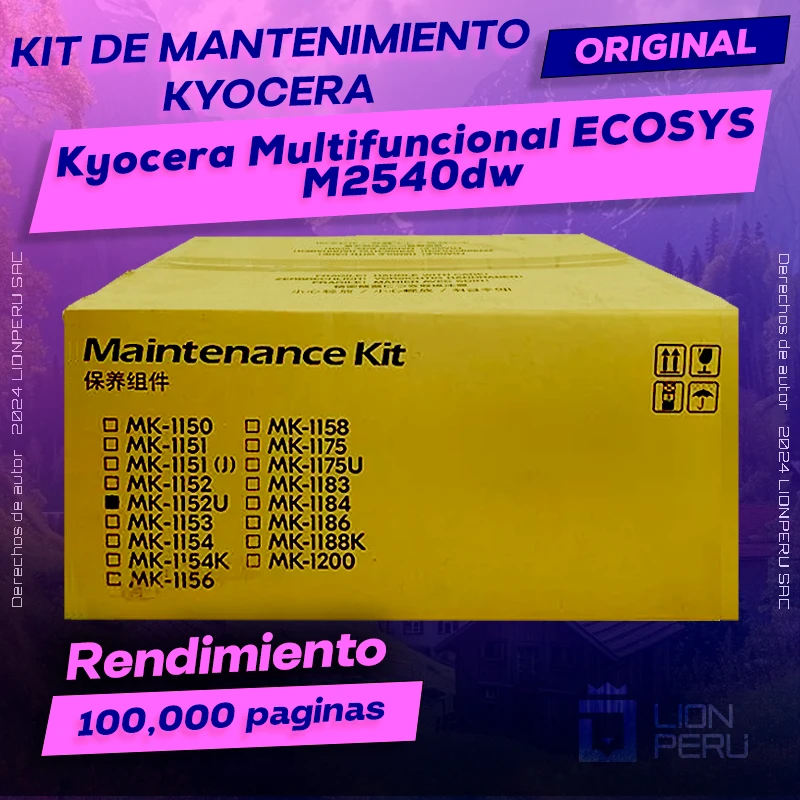 KIT DE MANTENIMIENTO
KYOCERA
ORIGINAL
Kyocera Multifuncional ECOSYS
M2540dw
Maintenance Kit
保养组件
MK-1150
MK-1151
MK-1151 (J)
MK-1152
MK-1152U
MK-1153
MK-1154
MK-1154K
MK-1156
MK-1158
MK-1175
MK-1175U
MK-1183
MK-1184
MK-1186
MK-1188K
MK-1200
Derechos de autor 2024 LIONPERU SAC
Derechos de autor 2024 LIONPERU SAC
Rendimiento
100,000 paginas
LION
PERU